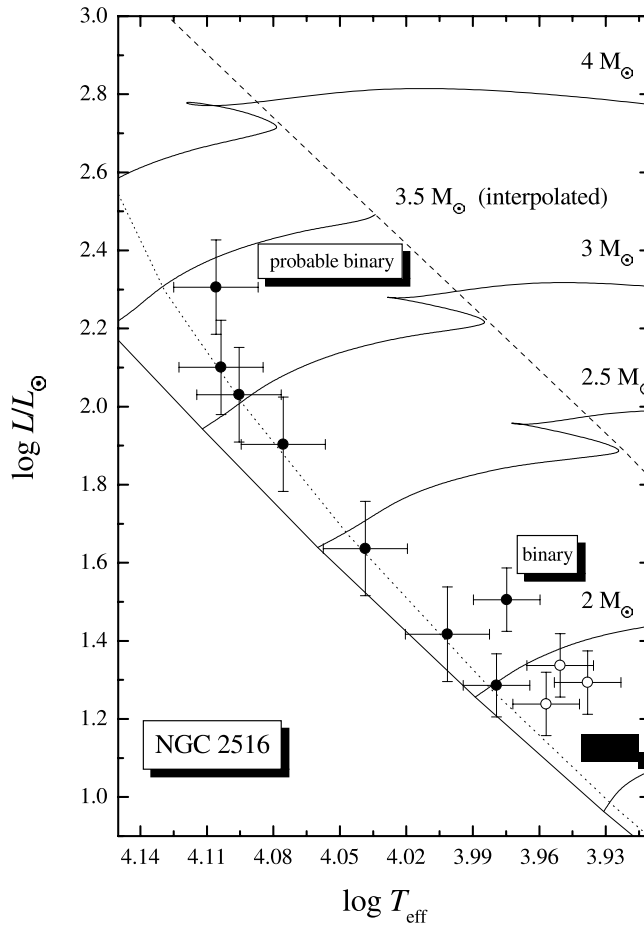 3.0
4 M☉
2.8
2.6
3.5 M☉ (interpolated)
2.4
probable binary
3 M☉
2.2
2.5 M☉
2.0
log L/L☉
1.8
1.6
binary
2 M☉
1.4
1.2
NGC 2516
1.0
4.14 4.11 4.08 4.05 4.02 3.99 3.96 3.93
log Teff